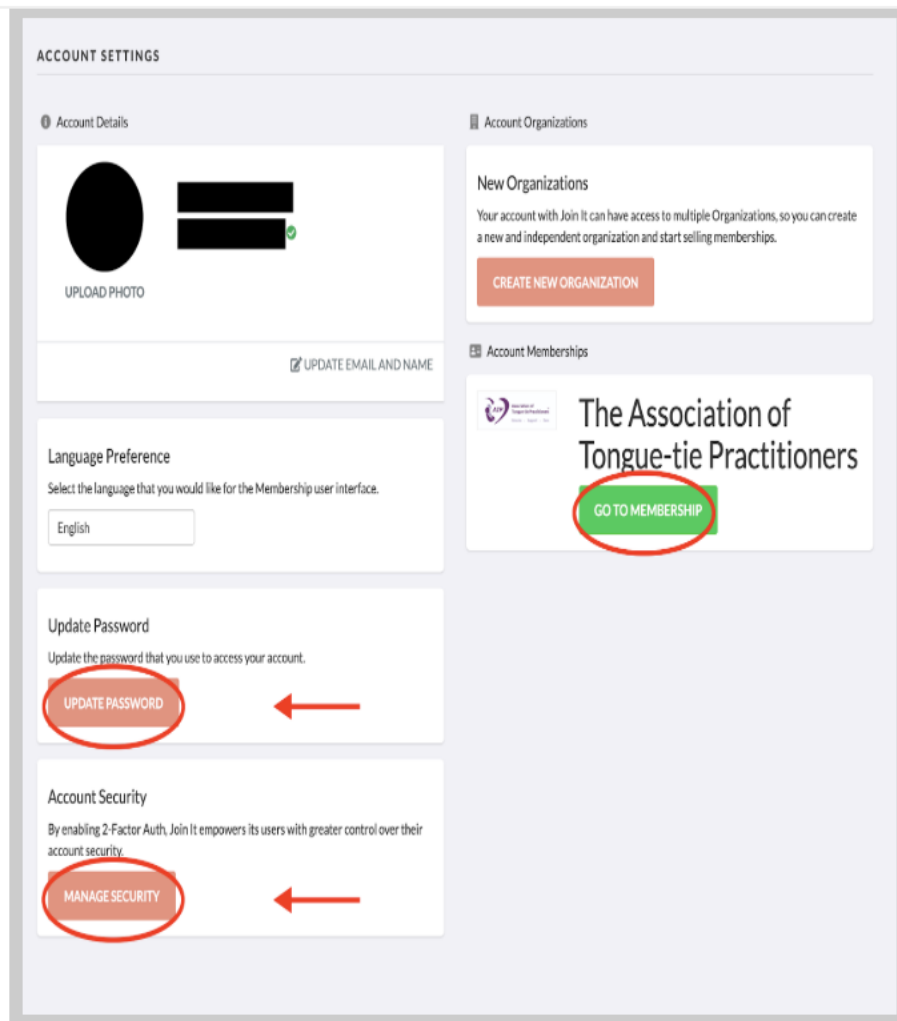 ACCOUNT SETTINGS
Account Details
UPLOAD PHOTO
UPDATE EMAIL AND NAME
Language Preference
Select the language that you would like for the Membership user interface.
English
Update Password
Update the password that you use to access your account.
UPDATE PASSWORD
Account Security
By enabling 2-Factor Auth, Join It empowers its users with greater control over their
account security.
MANAGE SECURITY
Account Organizations
New Organizations
Your account with Join It can have access to multiple Organizations, so you can create
a new and independent organization and start selling memberships.
CREATE NEW ORGANIZATION
Account Memberships
The Association of
Tongue-tie Practitioners
GO TO MEMBERSHIP